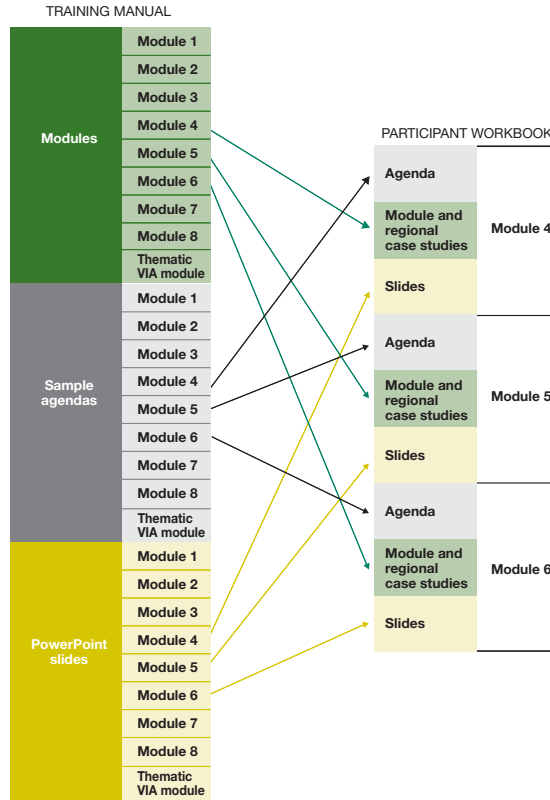 TRAINING MANUAL
Modules
Module 1
Module 2
Module 3
Module 4
Module 5
Module 6
Module 7
Module 8
Thematic
VIA module
Sample
agendas
Module 1
Module 2
Module 3
Module 4
Module 5
Module 6
Module 7
Module 8
Thematic
VIA module
PowerPoint
slides
Module 1
Module 2
Module 3
Module 4
Module 5
Module 6
Module 7
Module 8
Thematic
VIA module
PARTICIPANT WORKBOOK
Agenda
Module and
regional
case studies
Slides
Module 4
Agenda
Module and
regional
case studies
Slides
Module 5
Agenda
Module and
regional
case studies
Slides
Module 6